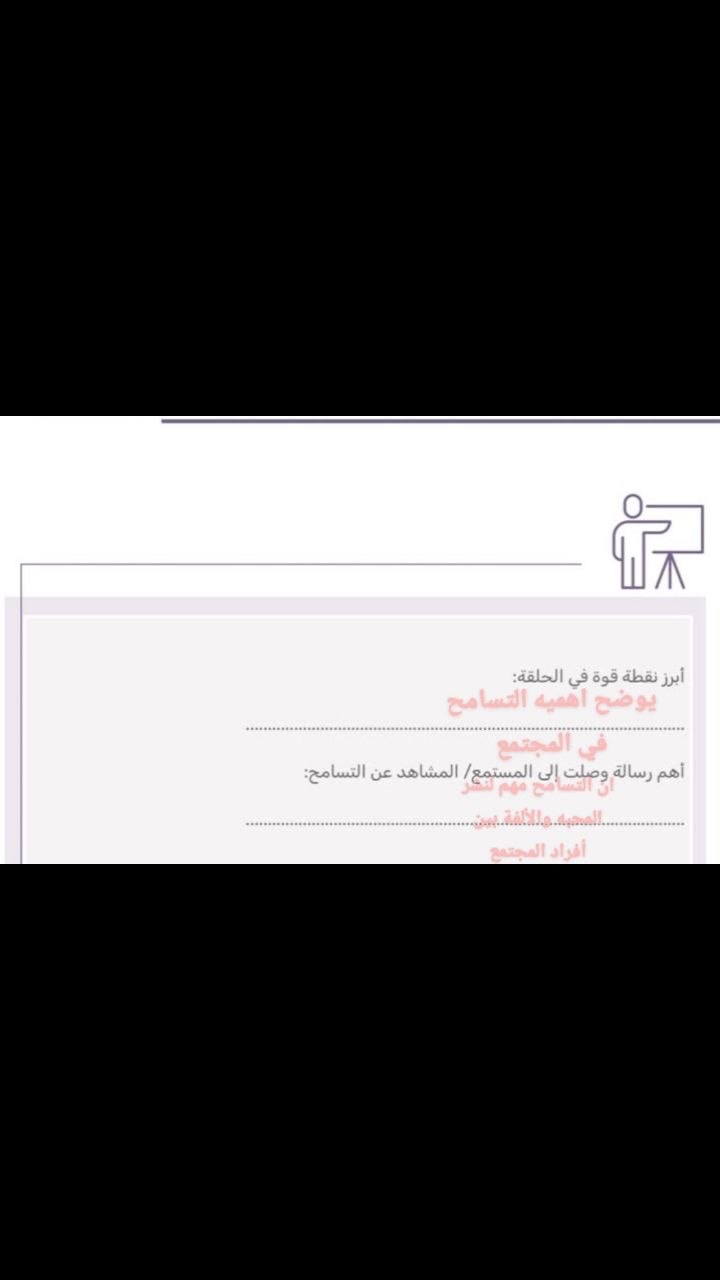 أبرز نقطة قوة في الحلقة:
يوضح اهميه التسامح
في المجتمع
أهم رسالة وصلت إلى المستمع/ المشاهد عن التسامح:
ان التسامح مهم لنشر
المحبه والألفة بين
أفراد المجتمع